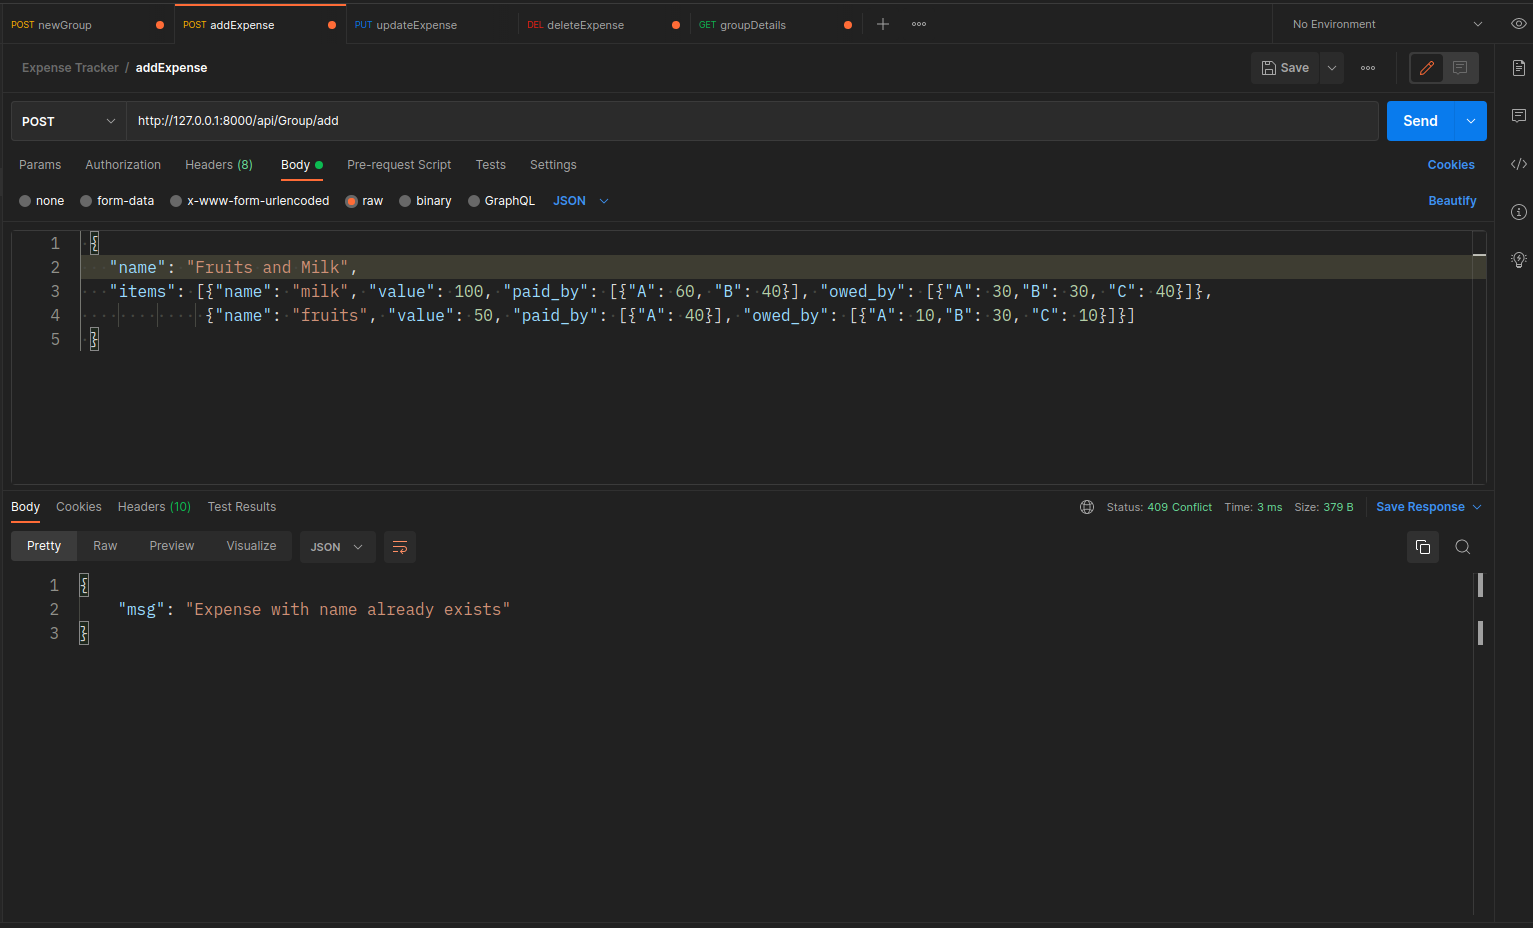 POST newGroup POST addExpense PUT updateExpense DEL deleteExpense GET groupDetails No Environment
Expense Tracker / addExpense Save
POST http://127.0.0.1:8000/api/Group/add Send
Params Authorization Headers (8) Body Pre-request Script Tests Settings Cookies
none form-data x-www-form-urlencoded raw binary GraphQL JSON Beautify
1 {
2 "name": "Fruits and Milk",
3 "items": [{"name": "milk", "value": 100, "paid_by": [{"A": 60, "B": 40}], "owed_by": [{"A": 30,"B": 30, "C": 40}]},
4 {"name": "fruits", "value": 50, "paid_by": [{"A": 40}], "owed_by": [{"A": 10,"B": 30, "C": 10}]}]
5 }
Body Cookies Headers (10) Test Results Status: 409 Conflict Time: 3 ms Size: 379 B Save Response
Pretty Raw Preview Visualize JSON
1 {
2 "msg": "Expense with name already exists"
3 }